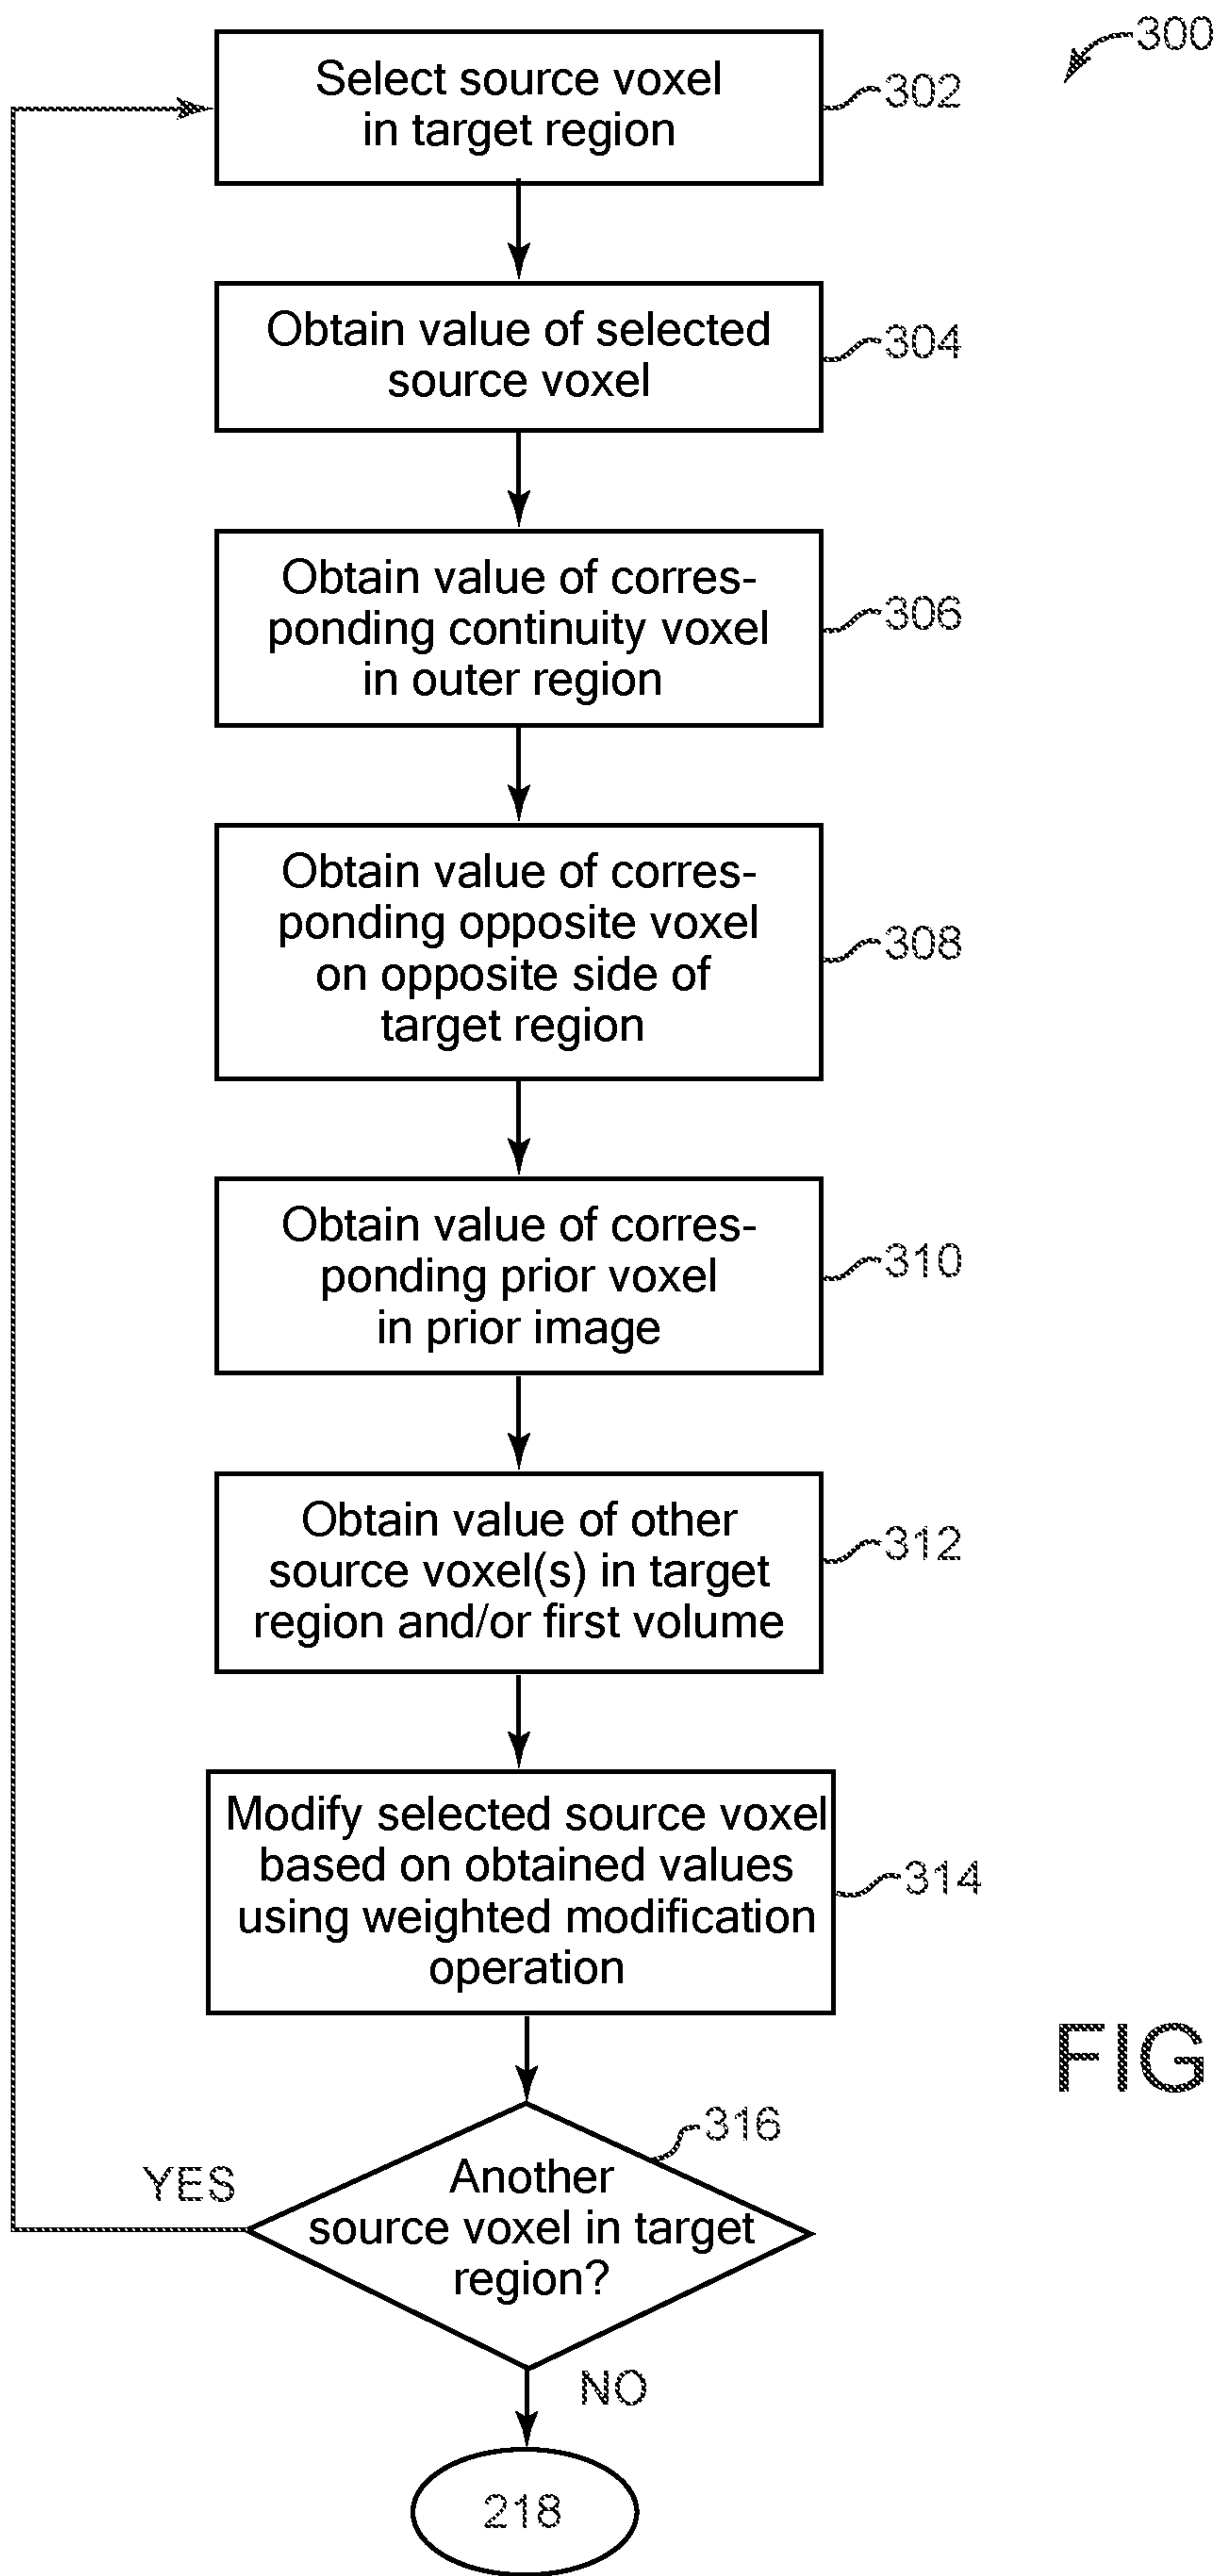 300
Select source voxel
in target region
302
Obtain value of selected
source voxel
304
Obtain value of corres-
ponding continuity voxel
in outer region
306
Obtain value of corres-
ponding opposite voxel
on opposite side of
target region
308
Obtain value of corres-
ponding prior voxel
in prior image
310
Obtain value of other
source voxel(s) in target
region and/or first volume
312
Modify selected source voxel
based on obtained values
using weighted modification
operation
314
FIG
316
YES
Another
source voxel in target
region?
NO
218